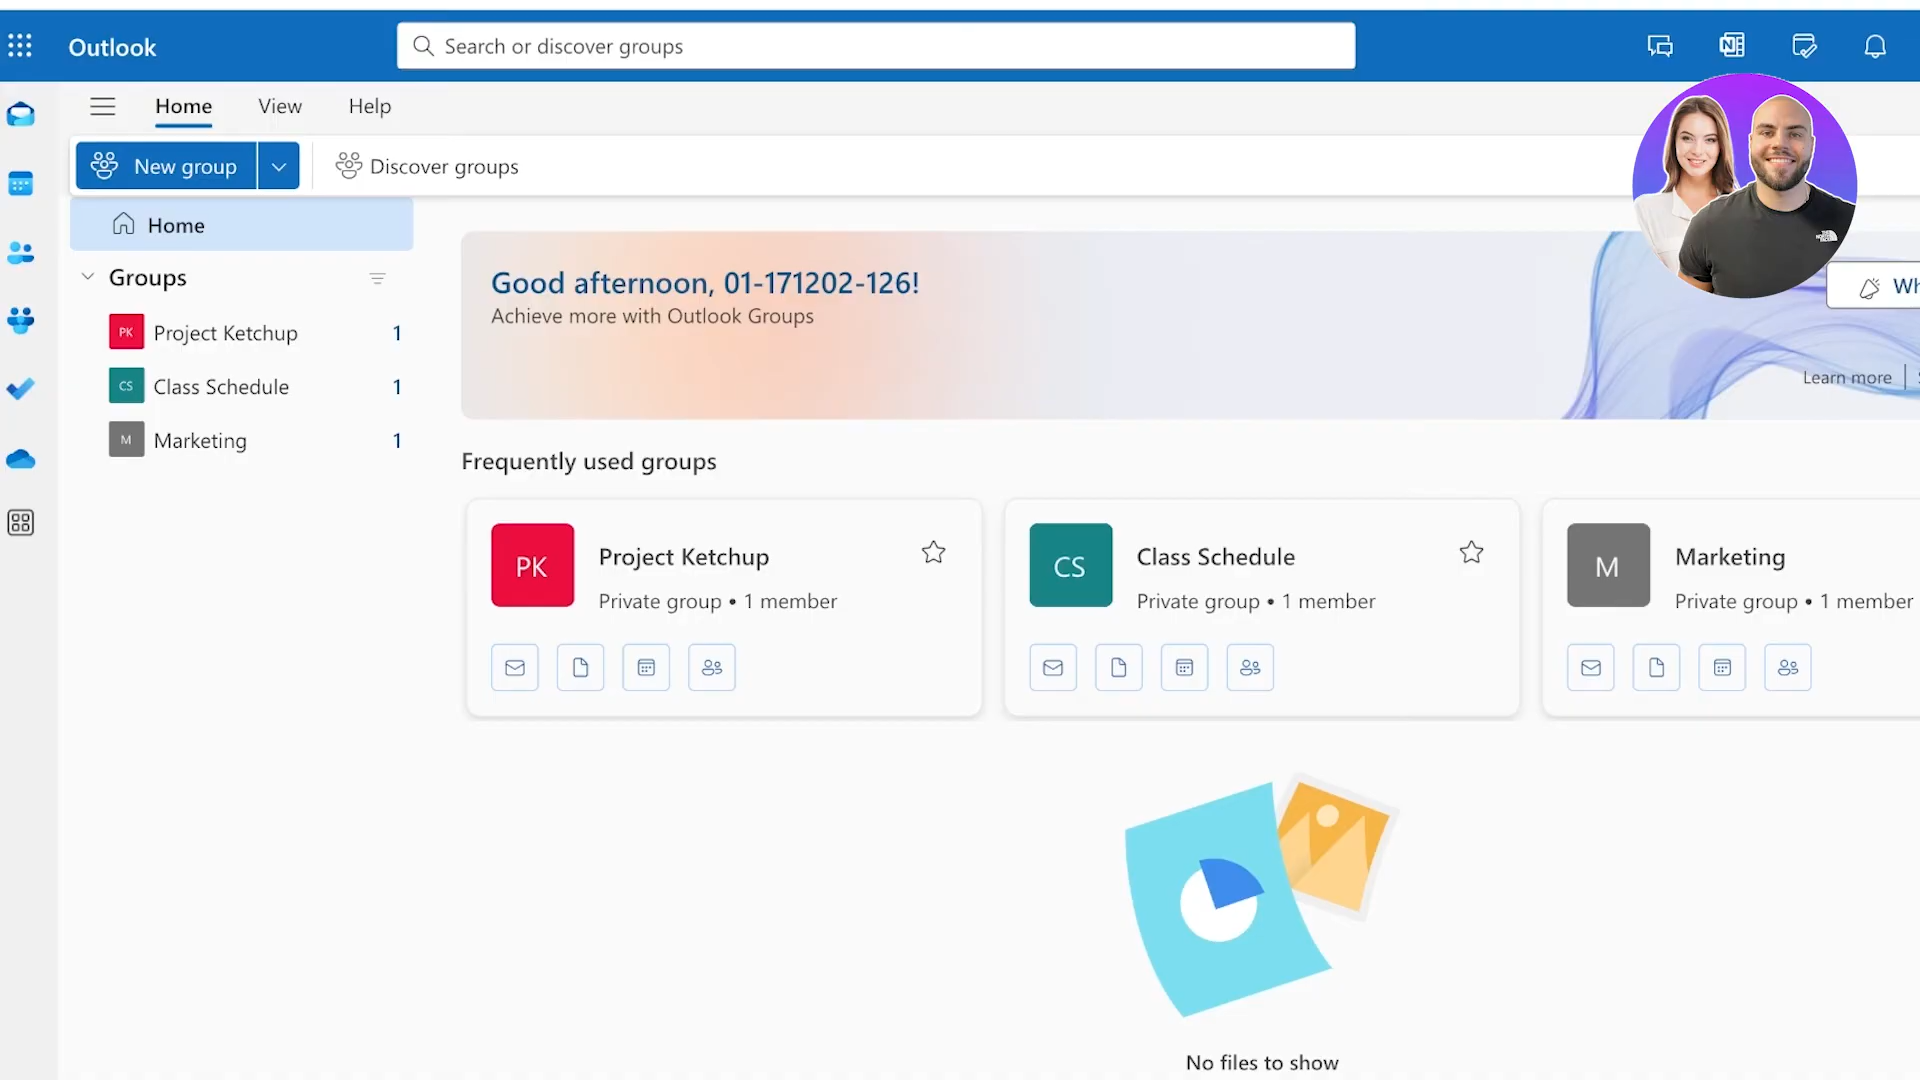 Outlook
Search or discover groups
Home
View
Help
New group
Discover groups
Home
Groups
PK
Project Ketchup
1
CS
Class Schedule
1
M
Marketing
1
Good afternoon, 01-171202-126!
Achieve more with Outlook Groups
Wh
Learn more
Frequently used groups
PK
Project Ketchup
Private group • 1 member
CS
Class Schedule
Private group • 1 member
M
Marketing
Private group • 1 member
No files to show